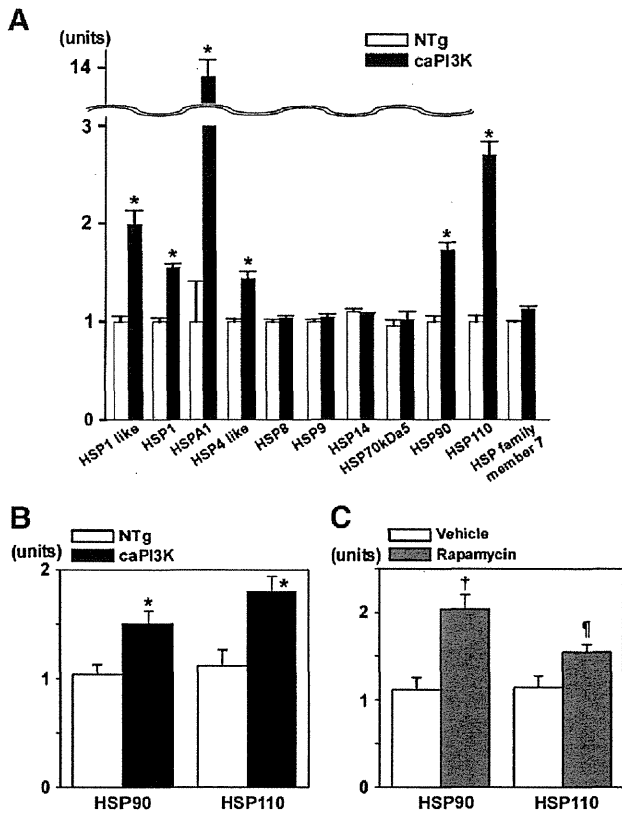 A
(units)
NTg
caPI3K
14
3
2
1
0
*
*
*
*
*
*
HSP1 like
HSP1
HSPA1
HSP4 like
HSP8
HSP9
HSP14
HSP70kDa5
HSP90
HSP110
HSP family
member 7
B
NTg
caPI3K
(units)
2
1
0
*
*
HSP90
HSP110
C
Vehicle
Rapamycin
(units)
2
1
0
†
¶
HSP90
HSP110